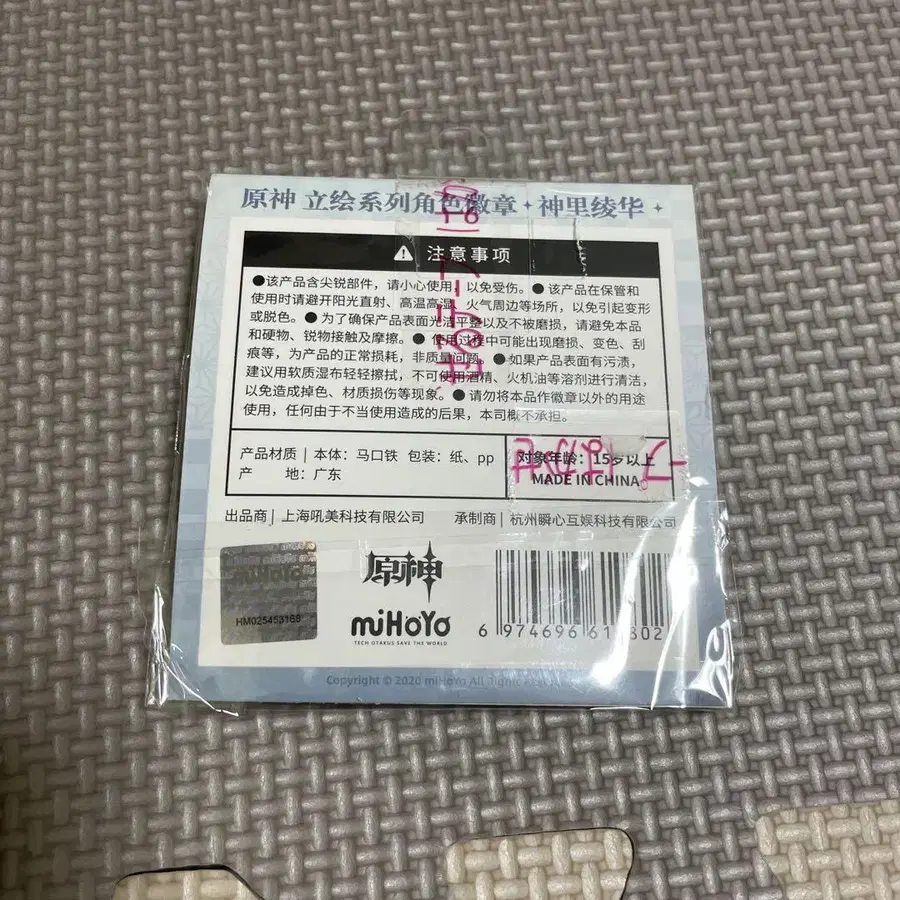 原神 立绘系列角色徽章✦神里绫华✦
注意事项
●该产品含尖锐部件，请小心使用，以免受伤。● 该产品在保管和
使用时请避开阳光直射、高温高湿、火气周边等场所，以免引起变形
或脱色。● 为了确保产品表面光洁平整以及不被磨损，请避免本品
和硬物、锐物接触及摩擦。● 使用过程中可能出现磨损、变色、刮
痕等，为产品的正常损耗，非质量问题。●如果产品表面有污渍，
建议用软质湿布轻轻擦拭，不可使用酒精、火机油等溶剂进行清洁，
以免造成掉色、材质损伤等现象。● 请勿将本品作徽章以外的用途
使用，任何由于不当使用造成的后果，本司概不承担。
产品材质 | 本体：马口铁 包装：纸、pp
产 地：广东
对象年龄：15岁以上
MADE IN CHINA
出品商 | 上海吼美科技有限公司 承制商 | 杭州瞬心互娱科技有限公司
miHoYo
HM025453168
原神
miHoYo
TECH OTAKUS SAVE THE WORLD
6 974696 61 802
Copyright © 2020 miHoYo All Rights